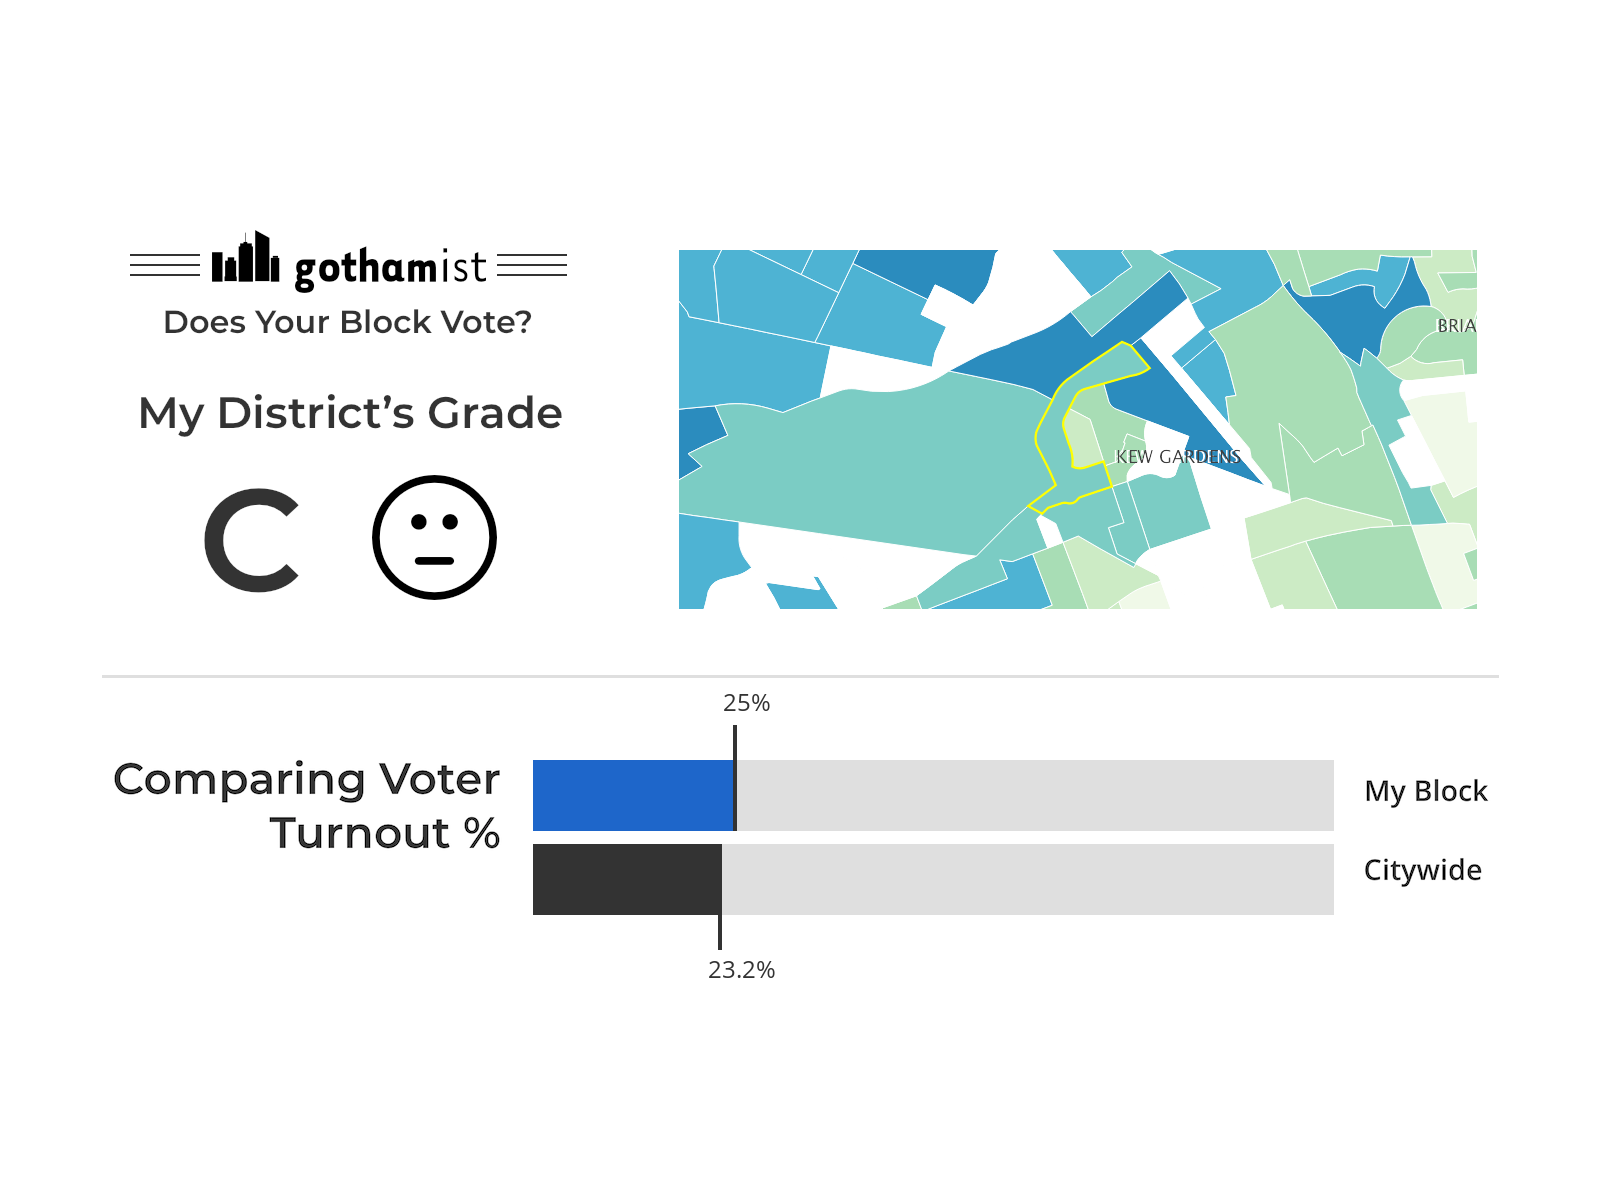 gothamist
Does Your Block Vote?
My District’s Grade
C
BRIA
KEW GARDENS
25%
Comparing Voter
Turnout %
My Block
Citywide
23.2%